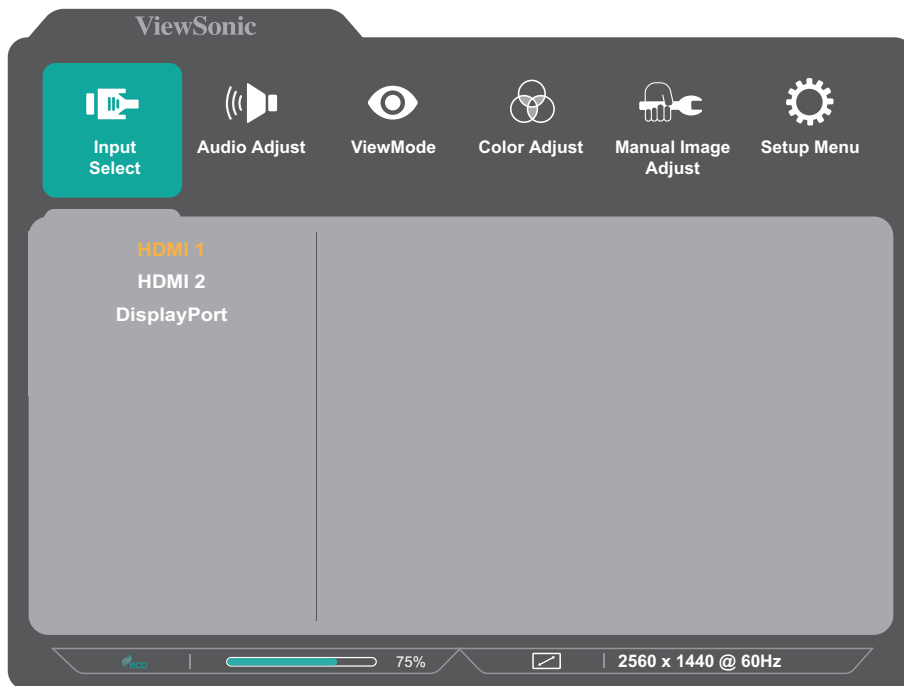 ViewSonic
Input
Select
Audio Adjust
ViewMode
Color Adjust
Manual Image
Adjust
Setup Menu
HDMI 1
HDMI 2
DisplayPort
eco
75%
2560 x 1440 @ 60Hz